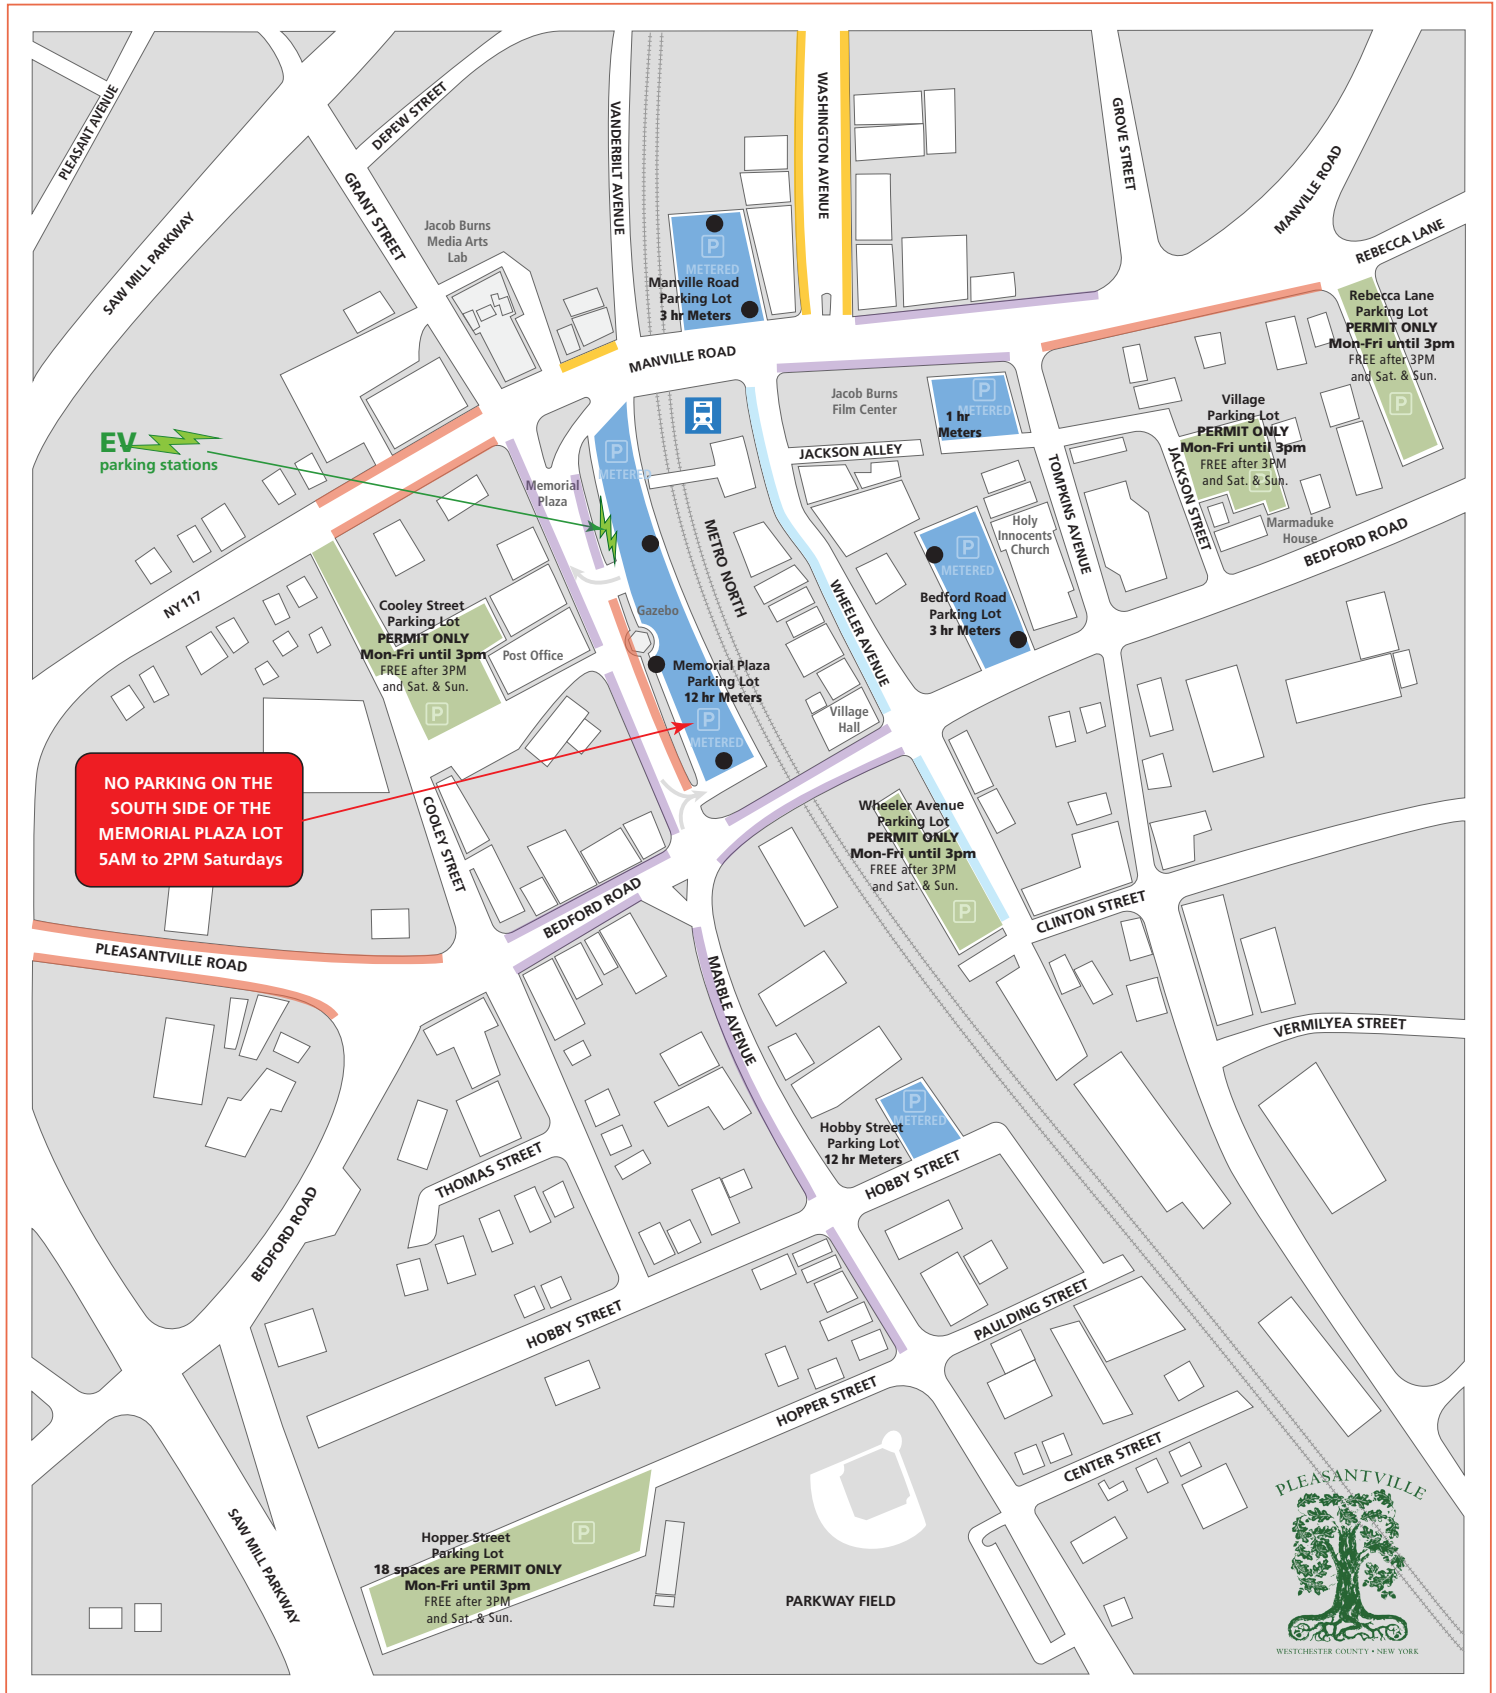 PLEASANT AVENUE
SAW MILL PARKWAY
DEPEW STREET
GRANT STREET
VANDERBILT AVENUE
WASHINGTON AVENUE
GROVE STREET
MANVILLE ROAD
REBECCA LANE
Jacob Burns
Media Arts
Lab
P
METERED
Manville Road
Parking Lot
3 hr Meters
MANVILLE ROAD
Rebecca Lane
Parking Lot
PERMIT ONLY
Mon-Fri until 3pm
FREE after 3PM
and Sat. & Sun.
P
Jacob Burns
Film Center
P
METERED
1 hr
Meters
Village
Parking Lot
PERMIT ONLY
Mon-Fri until 3pm
FREE after 3PM
and Sat. & Sun.
P
JACKSON ALLEY
TOMPKINS AVENUE
JACKSON STREET
Marmaduke
House
BEDFORD ROAD
EV
parking stations
P
METERED
Memorial
Plaza
METRO NORTH
WHEELER AVENUE
Holy
Innocents
Church
P
METERED
Bedford Road
Parking Lot
3 hr Meters
NY117
Cooley Street
Parking Lot
PERMIT ONLY
Mon-Fri until 3pm
FREE after 3PM
and Sat. & Sun.
P
Post Office
Gazebo
Memorial Plaza
Parking Lot
12 hr Meters
P
METERED
Village
Hall
NO PARKING ON THE
SOUTH SIDE OF THE
MEMORIAL PLAZA LOT
5AM to 2PM Saturdays
COOLEY STREET
Wheeler Avenue
Parking Lot
PERMIT ONLY
Mon-Fri until 3pm
FREE after 3PM
and Sat. & Sun.
P
BEDFORD ROAD
CLINTON STREET
PLEASANTVILLE ROAD
MARBLE AVENUE
VERMILYEA STREET
P
METERED
Hobby Street
Parking Lot
12 hr Meters
HOBBY STREET
THOMAS STREET
BEDFORD ROAD
HOBBY STREET
PAULDING STREET
HOPPER STREET
CENTER STREET
SAW MILL PARKWAY
Hopper Street
Parking Lot
18 spaces are PERMIT ONLY
Mon-Fri until 3pm
FREE after 3PM
and Sat. & Sun.
P
PARKWAY FIELD
PLEASANTVILLE
WESTCHESTER COUNTY • NEW YORK